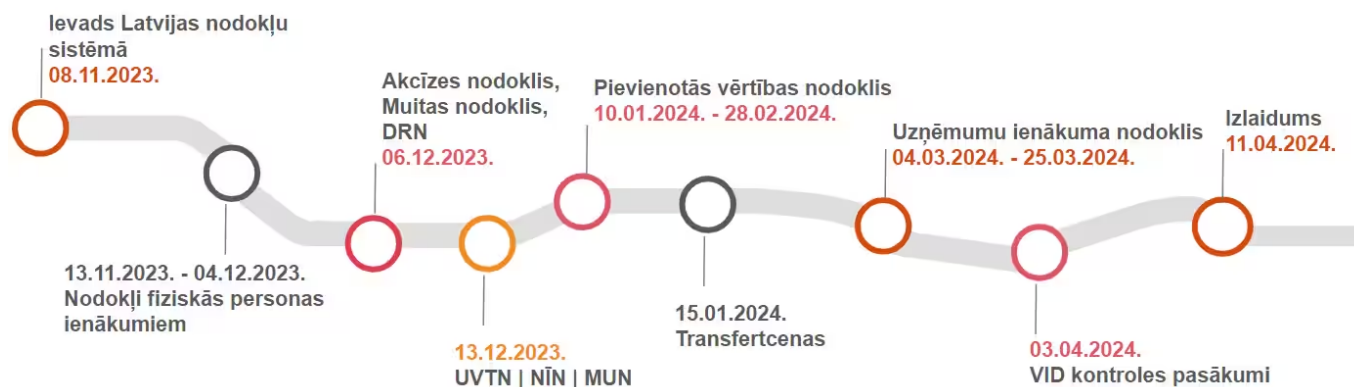 Ievads Latvijas nodokļu
sistēmā
08.11.2023.
13.11.2023. - 04.12.2023.
Nodokļi fiziskās personas
ienākumiem
Akcīzes nodoklis,
Muitas nodoklis,
DRN
06.12.2023.
13.12.2023.
UVTN | NĪN | MUN
Pievienotās vērtības nodoklis
10.01.2024. - 28.02.2024.
15.01.2024.
Transfertcenas
Uzņēmumu ienākuma nodoklis
04.03.2024. - 25.03.2024.
03.04.2024.
VID kontroles pasākumi
Izlaidums
11.04.2024.